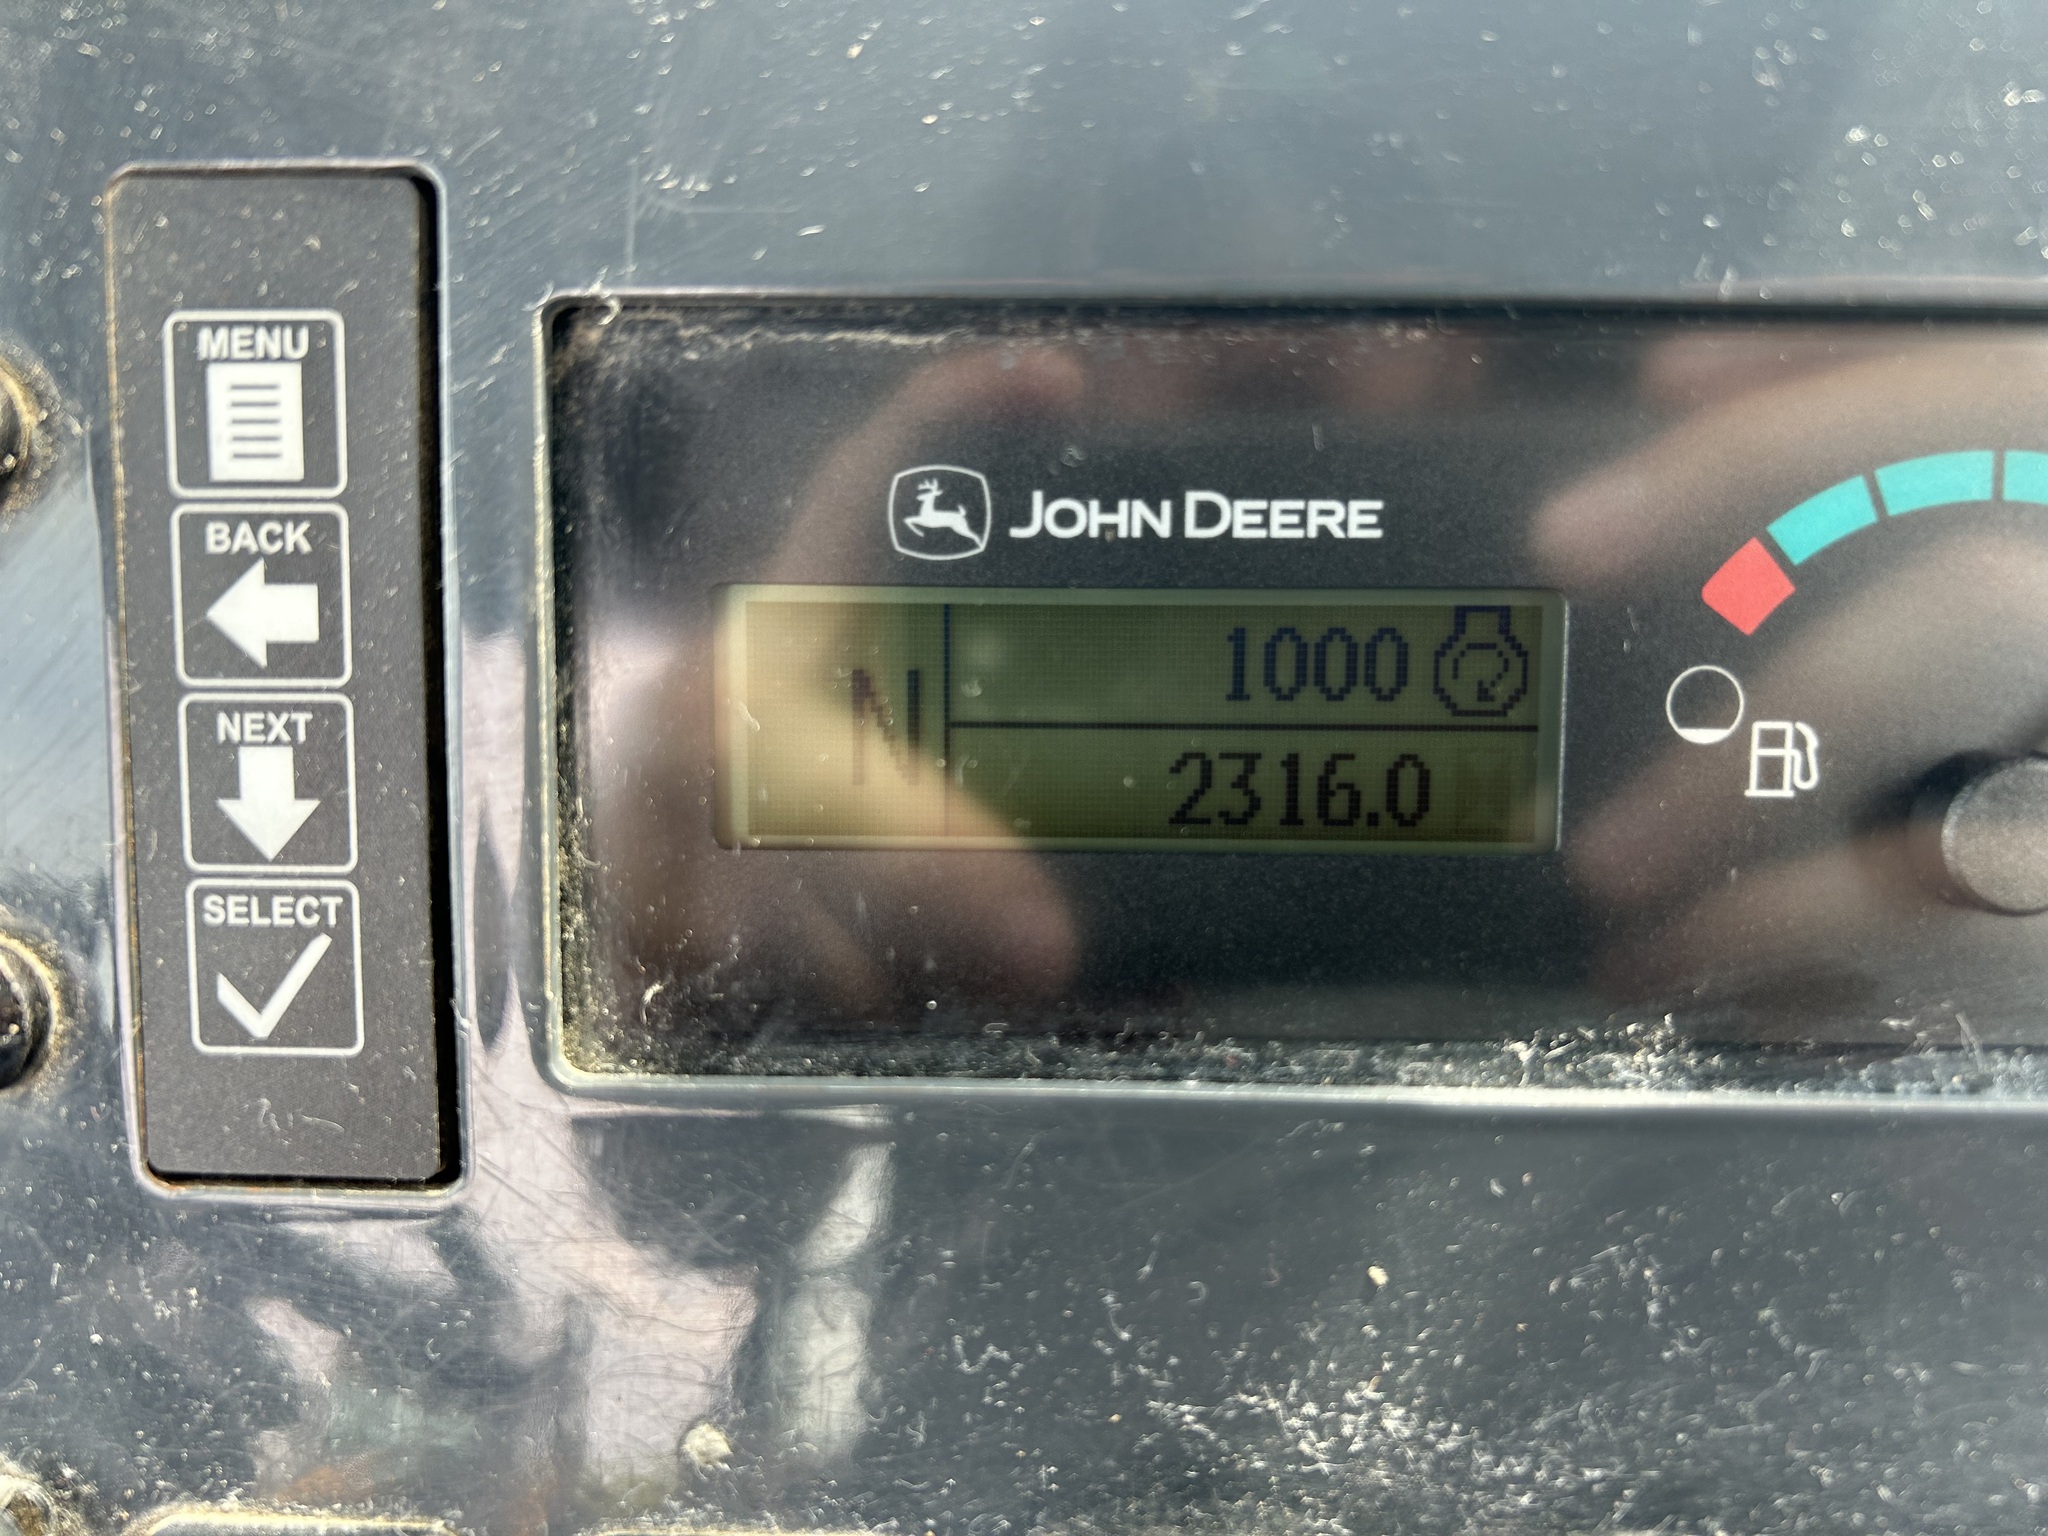 MENU
BACK
NEXT
SELECT
JOHN DEERE
N
1000
2316.0